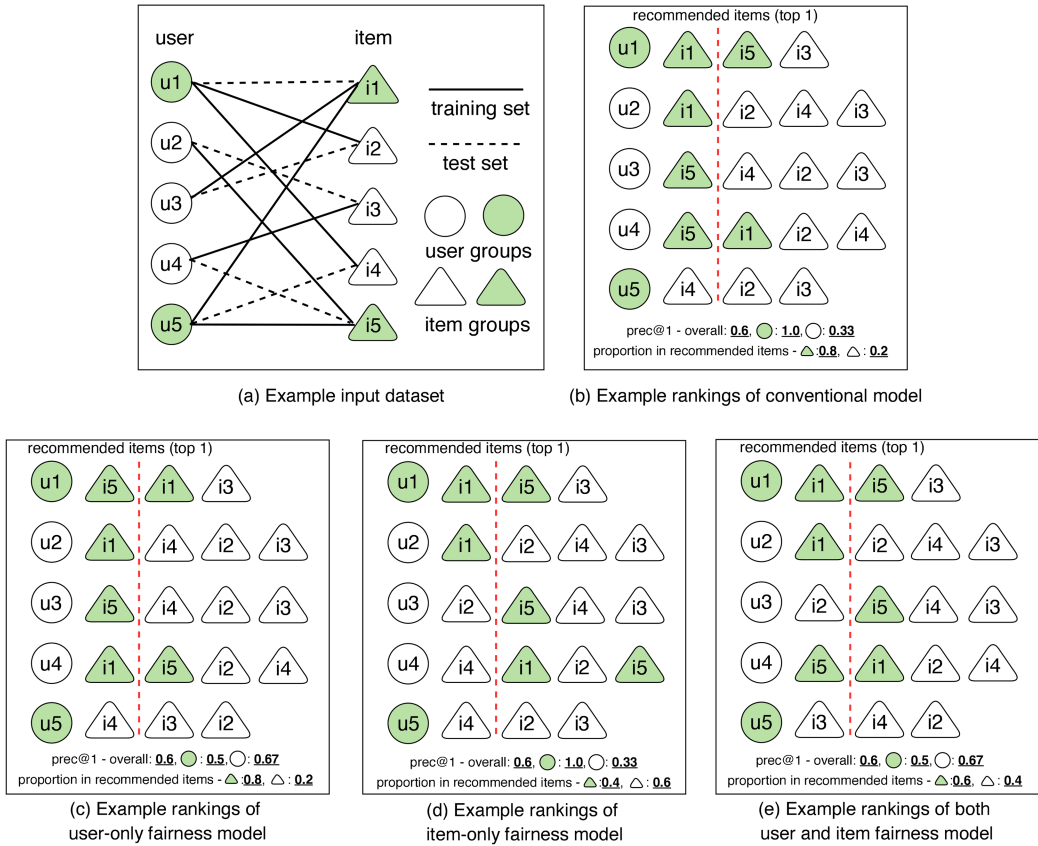 user item
u1 i1
u2 i2
u3 i3
u4 i4
u5 i5
training set
test set
user groups
item groups
(a) Example input dataset
recommended items (top 1)
u1 i1 i5 i3
u2 i1 i2 i4 i3
u3 i5 i4 i2 i3
u4 i5 i1 i2 i4
u5 i4 i2 i3
prec@1 - overall: 0.6, : 1.0, : 0.33
proportion in recommended items - :0.8, : 0.2
(b) Example rankings of conventional model
recommended items (top 1)
u1 i5 i1 i3
u2 i1 i4 i2 i3
u3 i5 i4 i2 i3
u4 i1 i5 i2 i4
u5 i4 i3 i2
prec@1 - overall: 0.6, : 0.5, : 0.67
proportion in recommended items - :0.8, : 0.2
(c) Example rankings of
user-only fairness model
recommended items (top 1)
u1 i1 i5 i3
u2 i1 i2 i4 i3
u3 i2 i5 i4 i3
u4 i4 i1 i2 i5
u5 i4 i2 i3
prec@1 - overall: 0.6, : 1.0, : 0.33
proportion in recommended items - :0.4, : 0.6
(d) Example rankings of
item-only fairness model
recommended items (top 1)
u1 i1 i5 i3
u2 i1 i2 i4 i3
u3 i2 i5 i4 i3
u4 i5 i1 i2 i4
u5 i3 i4 i2
prec@1 - overall: 0.6, : 0.5, : 0.67
proportion in recommended items - :0.6, : 0.4
(e) Example rankings of both
user and item fairness model